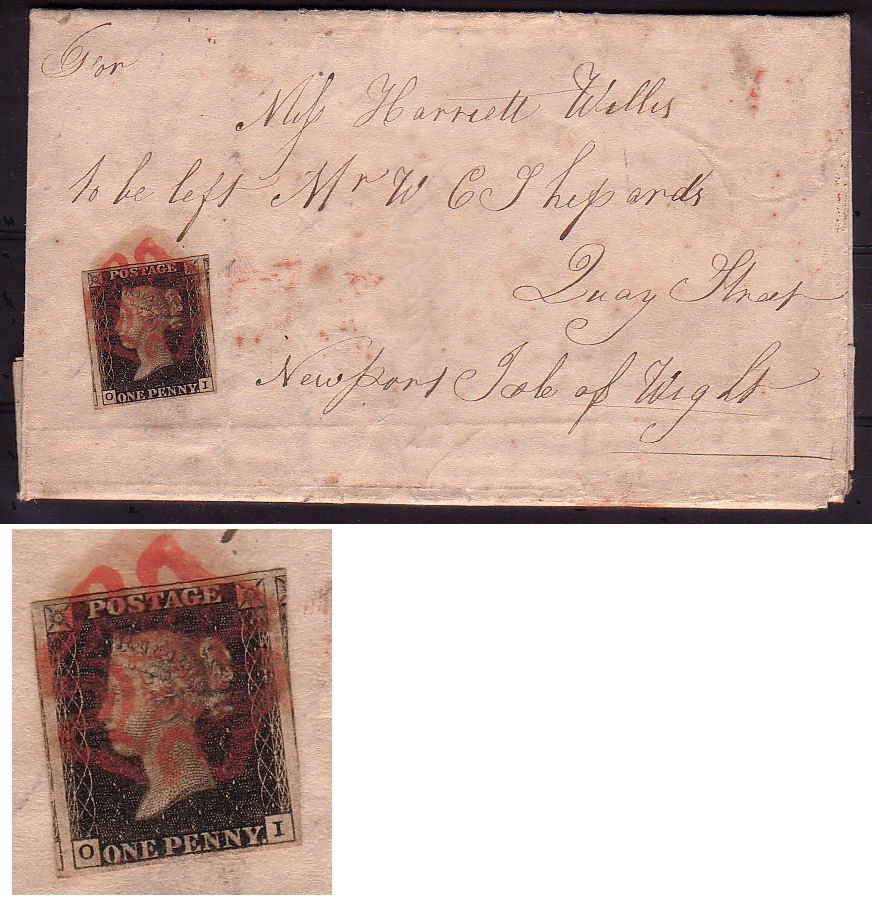 For
Miss Harriett Willis
to be left Mr W C Shepards
Quay Street
Newport Isle of Wight
POSTAGE
O ONE PENNY. I
POSTAGE
O ONE PENNY. I